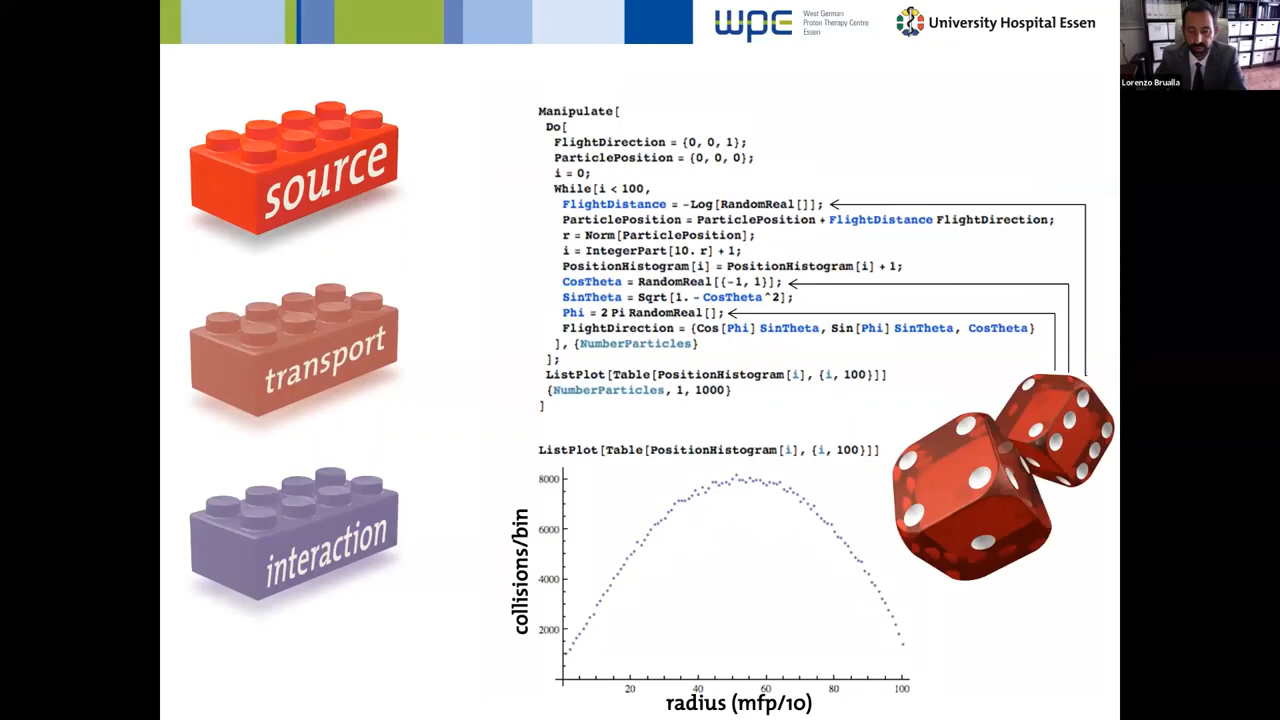 wpe
West German
Proton Therapy Centre
Essen
University Hospital Essen
Lorenzo Brualla
source
transport
interaction
Manipulate[
Do[
FlightDirection = {0, 0, 1};
ParticlePosition = {0, 0, 0};
i = 0;
While[i < 100,
FlightDistance = -Log[RandomReal[]];
ParticlePosition = ParticlePosition + FlightDistance FlightDirection;
r = Norm[ParticlePosition];
i = IntegerPart[10. r] + 1;
PositionHistogram[i] = PositionHistogram[i] + 1;
CosTheta = RandomReal[{-1, 1}];
SinTheta = Sqrt[1. - CosTheta^2];
Phi = 2 Pi RandomReal[];
FlightDirection = {Cos[Phi] SinTheta, Sin[Phi] SinTheta, CosTheta}
], {NumberParticles}
];
ListPlot[Table[PositionHistogram[i], {i, 100}]]
{NumberParticles, 1, 1000}
]
ListPlot[Table[PositionHistogram[i], {i, 100}]]
8000
6000
4000
2000
collisions/bin
20 40 60 80 100
radius (mfp/10)